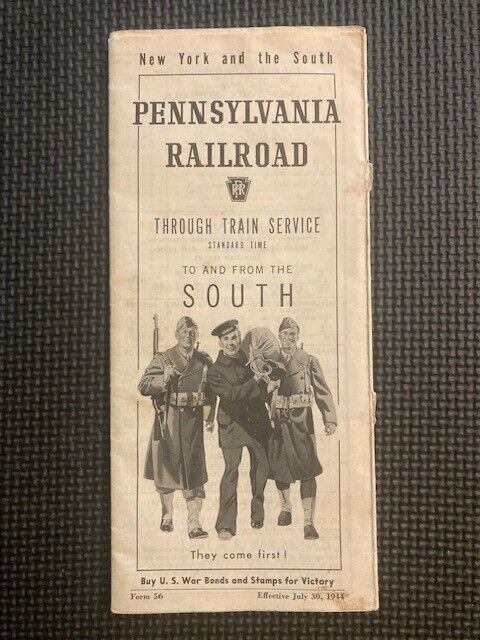 New York and the South
PENNSYLVANIA
RAILROAD
PRR
THROUGH TRAIN SERVICE
STANDARD TIME
TO AND FROM THE
SOUTH
They come first!
Buy U. S. War Bonds and Stamps for Victory
Form 56 Effective July 30, 1944